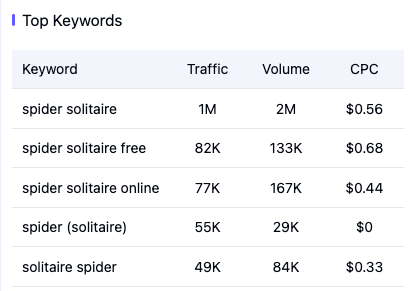 Top Keywords
Keyword Traffic Volume CPC
spider solitaire 1M 2M $0.56
spider solitaire free 82K 133K $0.68
spider solitaire online 77K 167K $0.44
spider (solitaire) 55K 29K $0
solitaire spider 49K 84K $0.33